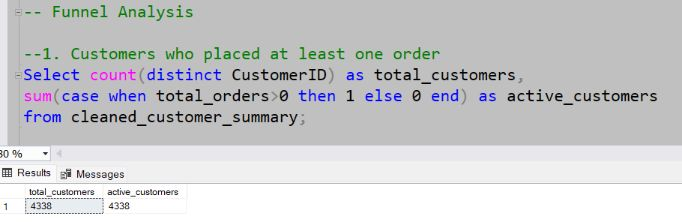 -- Funnel Analysis
--1. Customers who placed at least one order
Select count(distinct CustomerID) as total_customers,
sum(case when total_orders>0 then 1 else 0 end) as active_customers
from cleaned_customer_summary;
30 %
Results Messages
total_customers active_customers
1 4338 4338